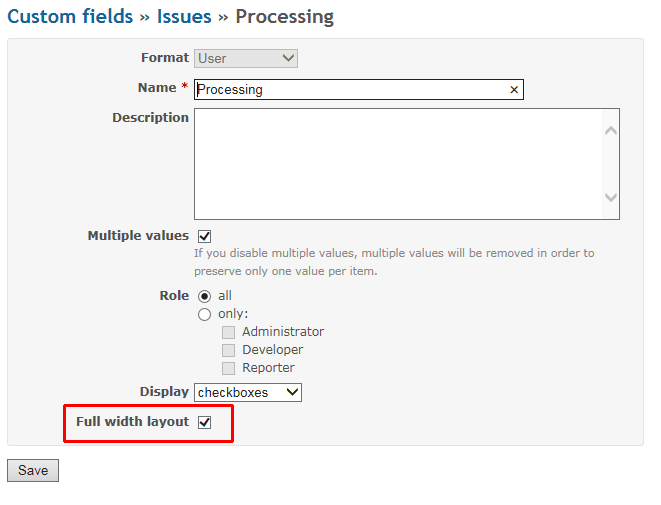 Custom fields » Issues » Processing
Format User
Name * Processing
Description
Multiple values
If you disable multiple values, multiple values will be removed in order to
preserve only one value per item.
Role all
only:
Administrator
Developer
Reporter
Display checkboxes
Full width layout
Save